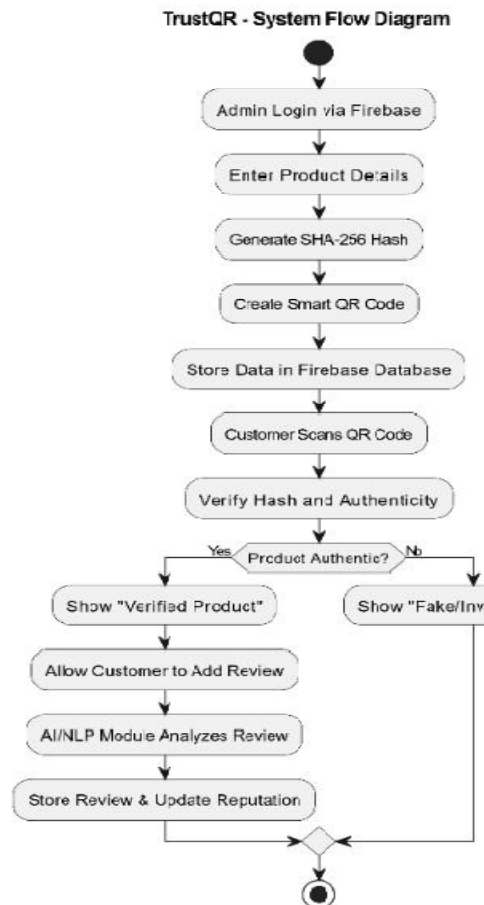 TrustQR - System Flow Diagram
Admin Login via Firebase
Enter Product Details
Generate SHA-256 Hash
Create Smart QR Code
Store Data in Firebase Database
Customer Scans QR Code
Verify Hash and Authenticity
Yes
Product Authentic?
No
Show "Verified Product"
Show "Fake/Inv
Allow Customer to Add Review
AI/NLP Module Analyzes Review
Store Review & Update Reputation